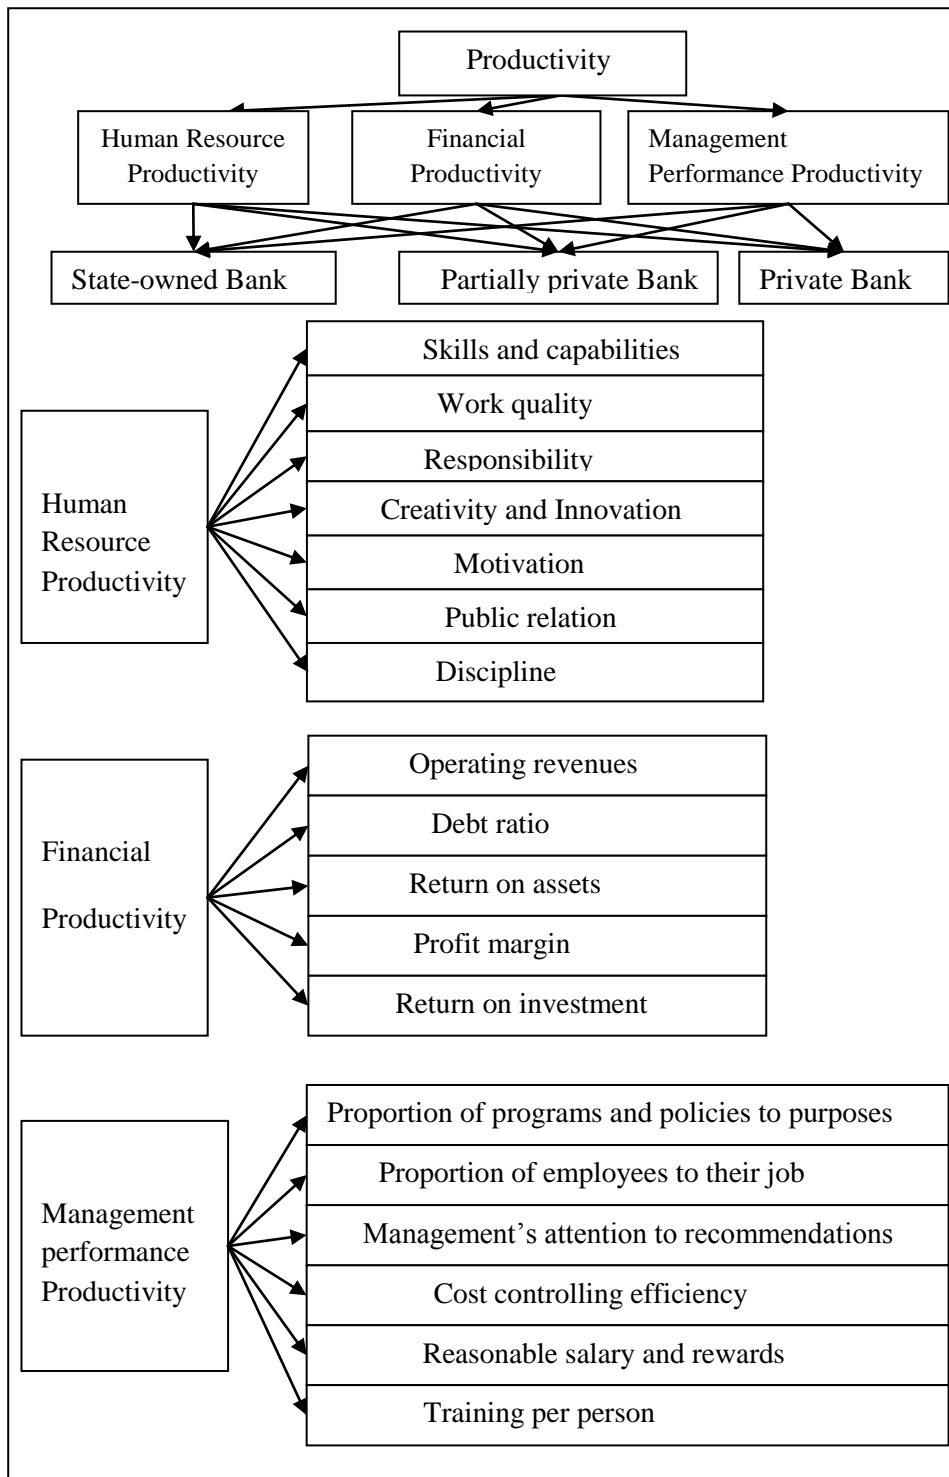 Productivity
Human Resource
Productivity
Financial
Productivity
Management
Performance Productivity
State-owned Bank
Partially private Bank
Private Bank
Human
Resource
Productivity
Skills and capabilities
Work quality
Responsibility
Creativity and Innovation
Motivation
Public relation
Discipline
Financial
Productivity
Operating revenues
Debt ratio
Return on assets
Profit margin
Return on investment
Management
performance
Productivity
Proportion of programs and policies to purposes
Proportion of employees to their job
Management’s attention to recommendations
Cost controlling efficiency
Reasonable salary and rewards
Training per person